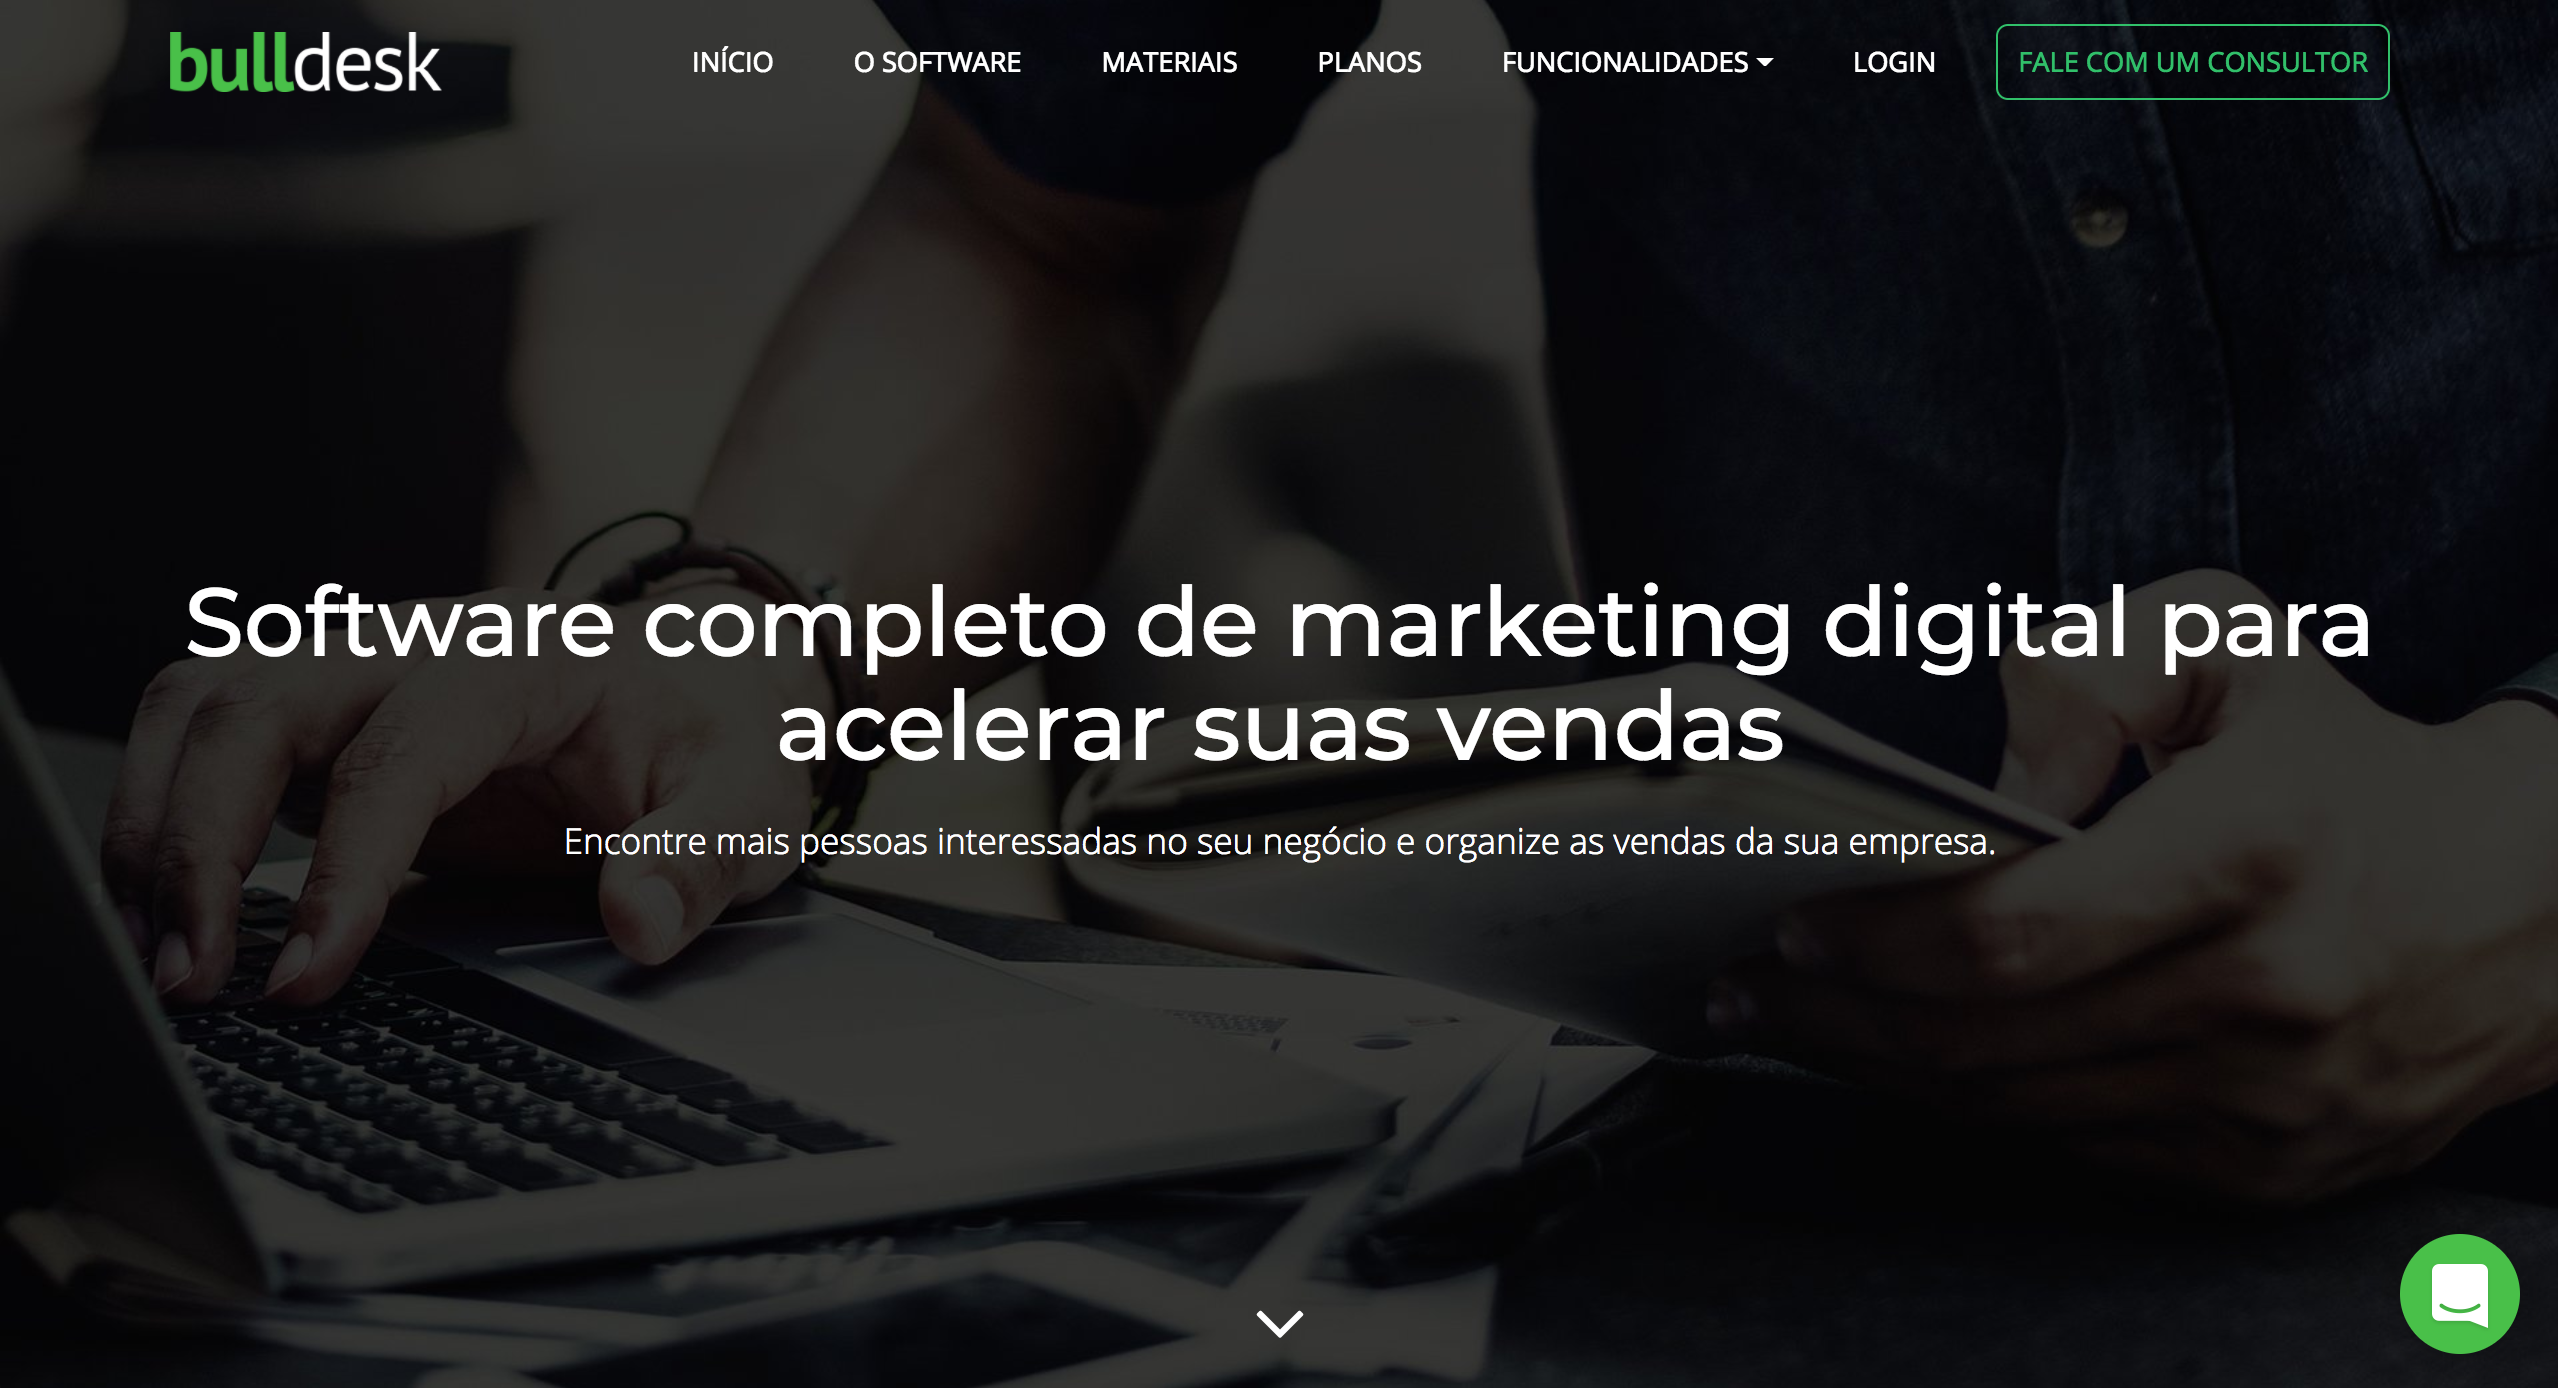 bulldesk
INÍCIO
O SOFTWARE
MATERIAIS
PLANOS
FUNCIONALIDADES
LOGIN
FALE COM UM CONSULTOR
Software completo de marketing digital para
acelerar suas vendas
Encontre mais pessoas interessadas no seu negócio e organize as vendas da sua empresa.